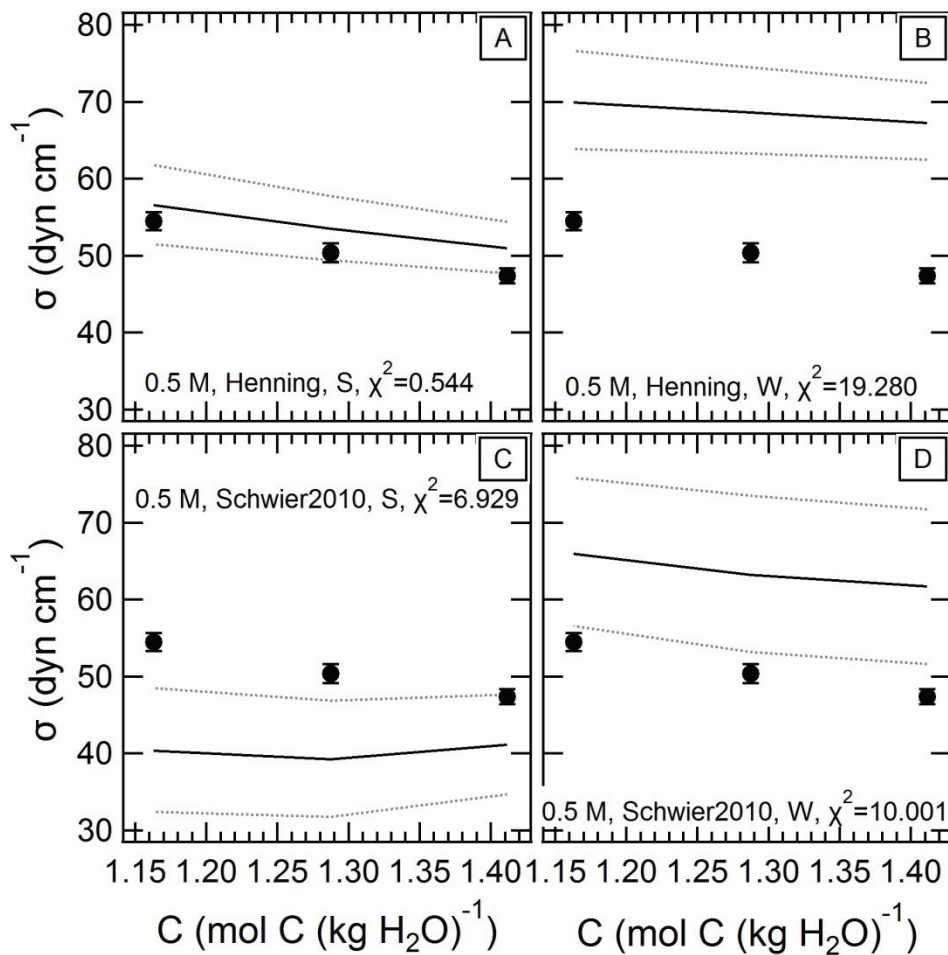 80
70
60
50
40
30
σ (dyn cm⁻¹)
A
0.5 M, Henning, S, χ²=0.544
B
0.5 M, Henning, W, χ²=19.280
80
70
60
50
40
30
σ (dyn cm⁻¹)
C
0.5 M, Schwier2010, S, χ²=6.929
D
0.5 M, Schwier2010, W, χ²=10.001
1.15 1.20 1.25 1.30 1.35 1.40
1.15 1.20 1.25 1.30 1.35 1.40
C (mol C (kg H₂O)⁻¹)
C (mol C (kg H₂O)⁻¹)